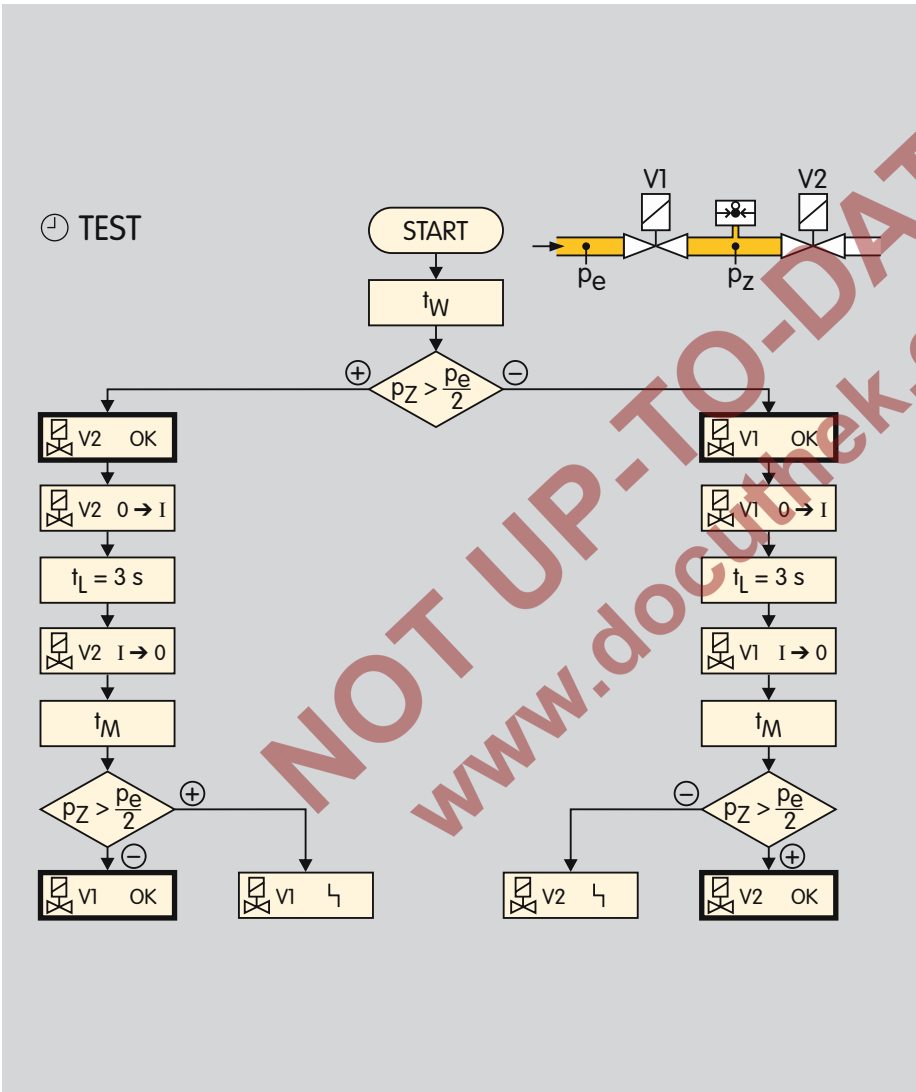 TEST
START
V1
V2
pe
pz
tW
+
pZ > pe/2
−
V2 OK
V2 0 → I
tL = 3 s
V2 I → 0
tM
pZ > pe/2
+
−
V1 OK
V1 ϟ
V1 OK
V1 0 → I
tL = 3 s
V1 I → 0
tM
−
pZ > pe/2
+
V2 ϟ
V2 OK
NOT UP-TO-DAT
www.docuthek.